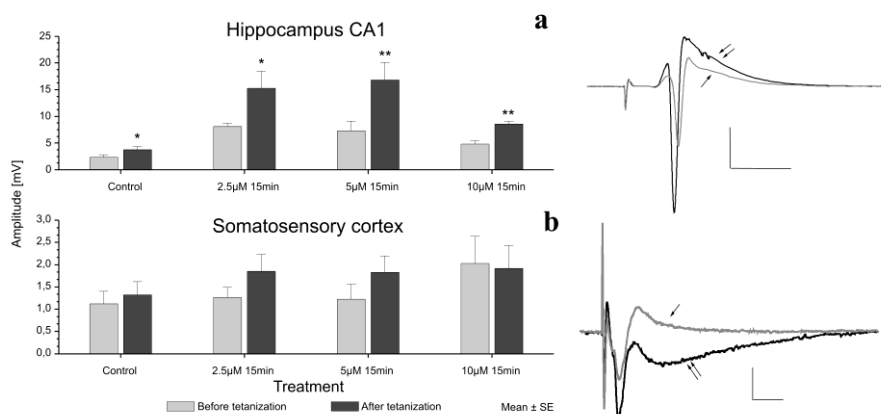 Hippocampus CA1
a
Amplitude [mV]
25
20
15
10
5
0
*
*
**
**
Control
2.5µM 15min
5µM 15min
10µM 15min
Somatosensory cortex
b
3,0
2,5
2,0
1,5
1,0
0,5
0,0
Control
2.5µM 15min
5µM 15min
10µM 15min
Treatment
Before tetanization
After tetanization
Mean ± SE